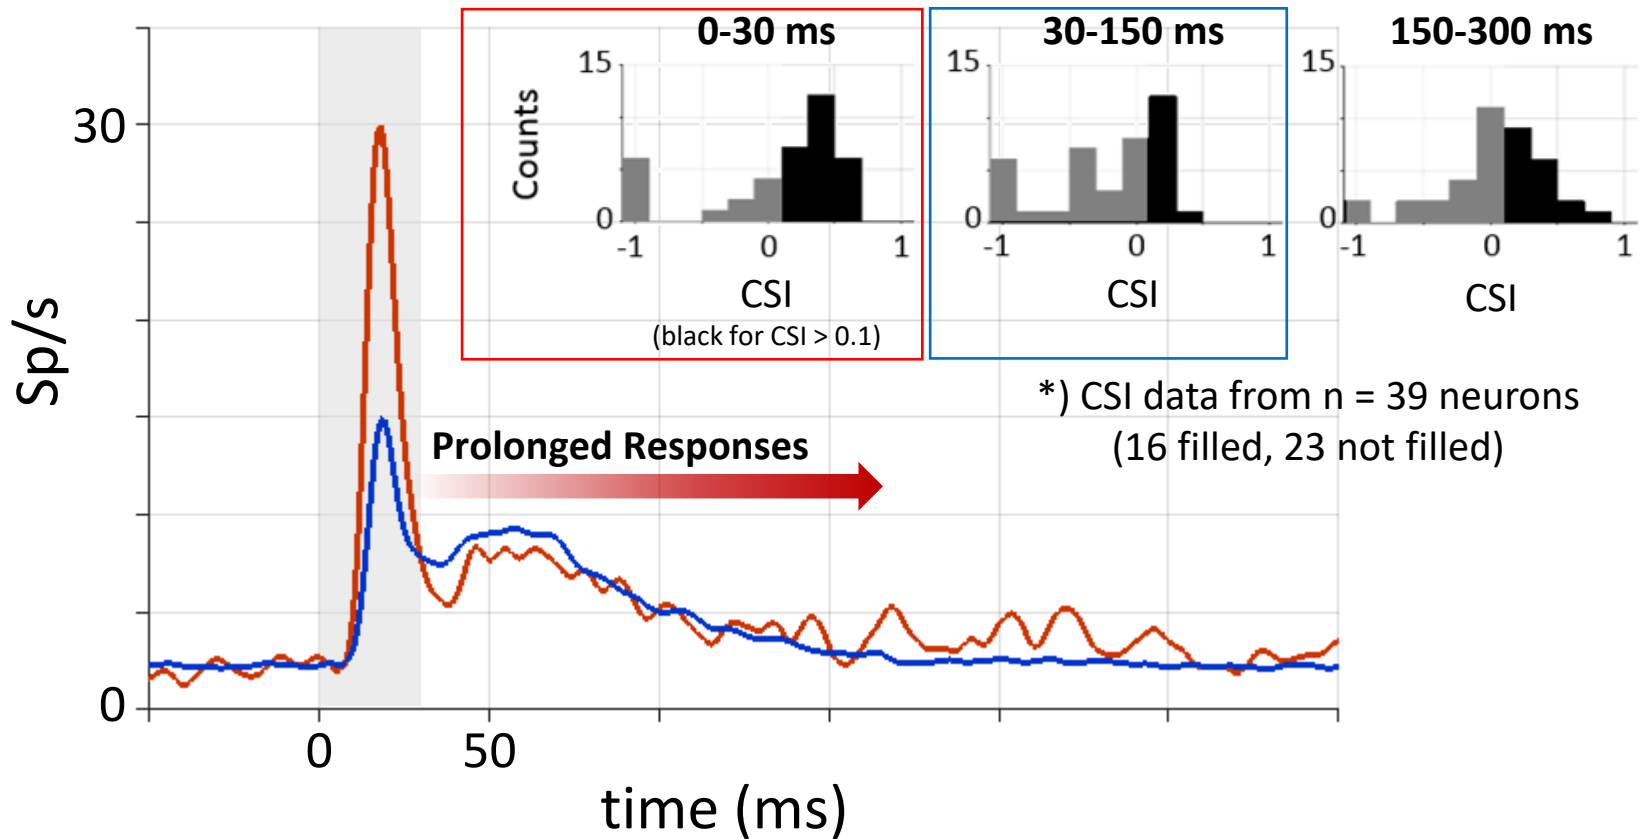 0-30 ms
30-150 ms
150-300 ms
15
15
15
30
Counts
0
0
0
-1
0
1
-1
0
1
-1
0
1
CSI
CSI
CSI
(black for CSI > 0.1)
Sp/s
*) CSI data from n = 39 neurons
(16 filled, 23 not filled)
Prolonged Responses
0
0
50
time (ms)